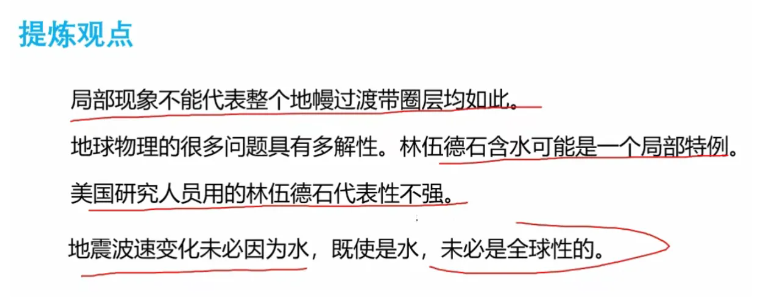 提炼观点
局部现象不能代表整个地幔过渡带圈层均如此。
地球物理的很多问题具有多解性。林伍德石含水可能是一个局部特例。
美国研究人员用的林伍德石代表性不强。
地震波速变化未必因为水，既使是水，未必是全球性的。